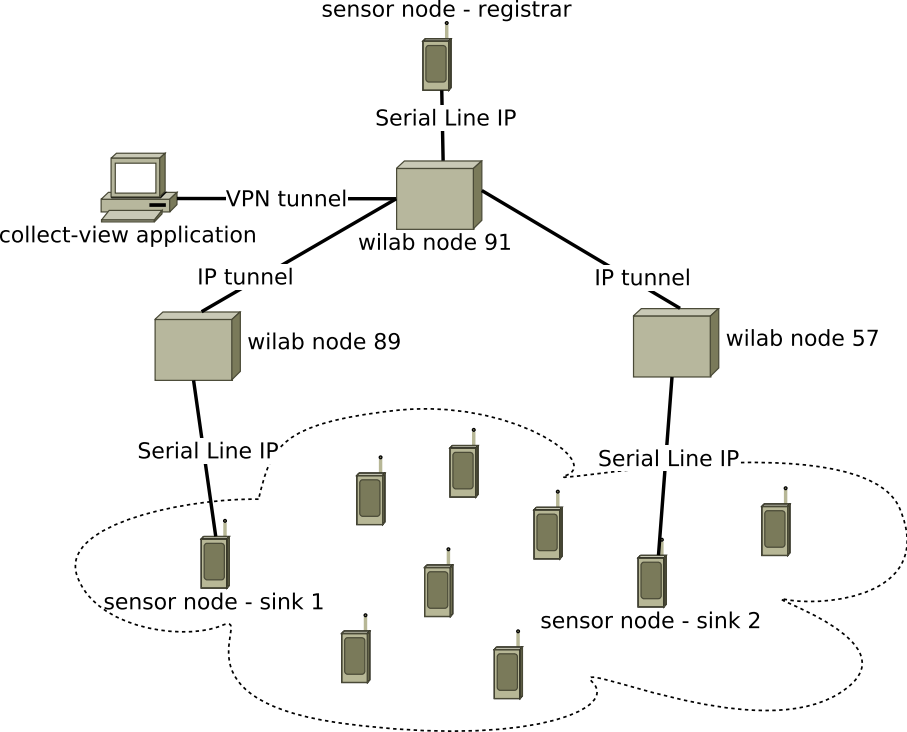 sensor node - registrar
Serial Line IP
VPN tunnel
collect-view application
wilab node 91
IP tunnel
IP tunnel
wilab node 89
wilab node 57
Serial Line IP
Serial Line IP
sensor node - sink 1
sensor node - sink 2